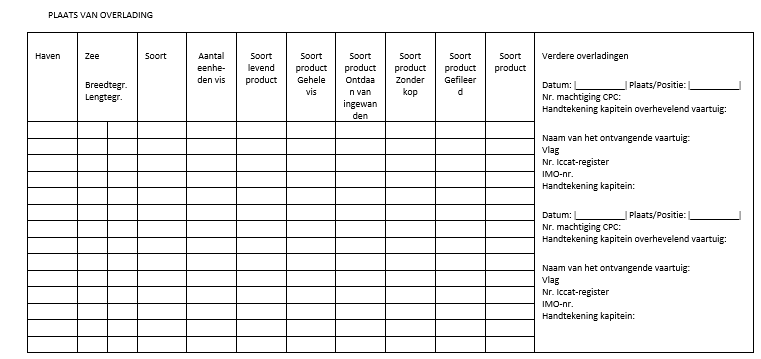 PLAATS VAN OVERLADING
Haven
Zee
Breedtegr.
Lengtegr.
Soort
Aantal
eenhe-
den vis
Soort
levend
product
Soort
product
Gehele
vis
Soort
product
Ontdaa
n van
ingewan
den
Soort
product
Zonder
kop
Soort
product
Gefileer
d
Soort
product
Verdere overladingen
Datum: |__________| Plaats/Positie: |__________|
Nr. machtiging CPC:
Handtekening kapitein overhevelend vaartuig:
Naam van het ontvangende vaartuig:
Vlag
Nr. Iccat-register
IMO-nr.
Handtekening kapitein:
Datum: |__________| Plaats/Positie: |__________|
Nr. machtiging CPC:
Handtekening kapitein overhevelend vaartuig:
Naam van het ontvangende vaartuig:
Vlag
Nr. Iccat-register
IMO-nr.
Handtekening kapitein: